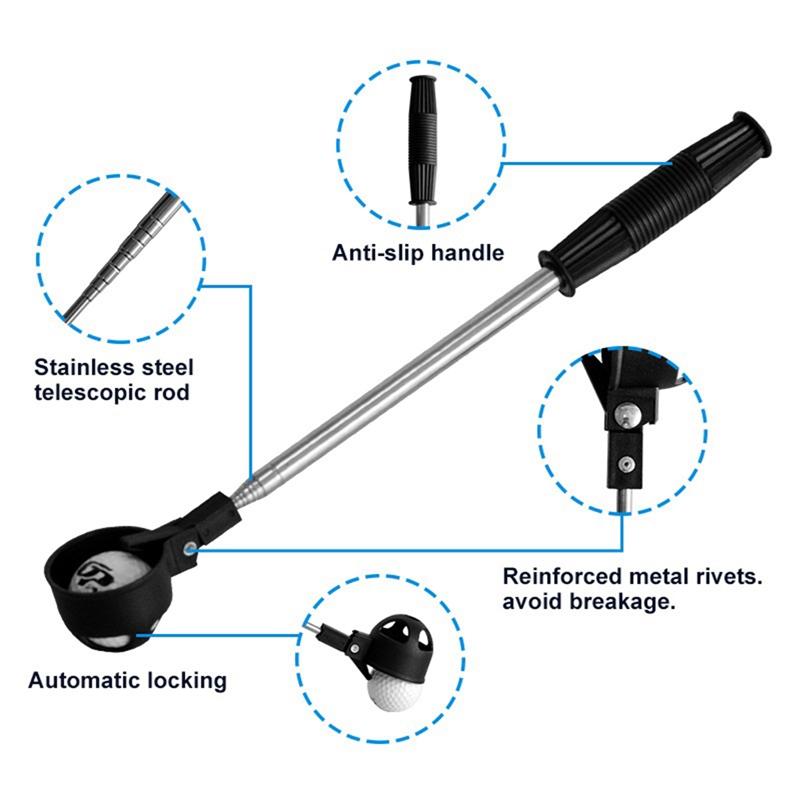 Anti-slip handle
Stainless steel
telescopic rod
Reinforced metal rivets.
avoid breakage.
Automatic locking